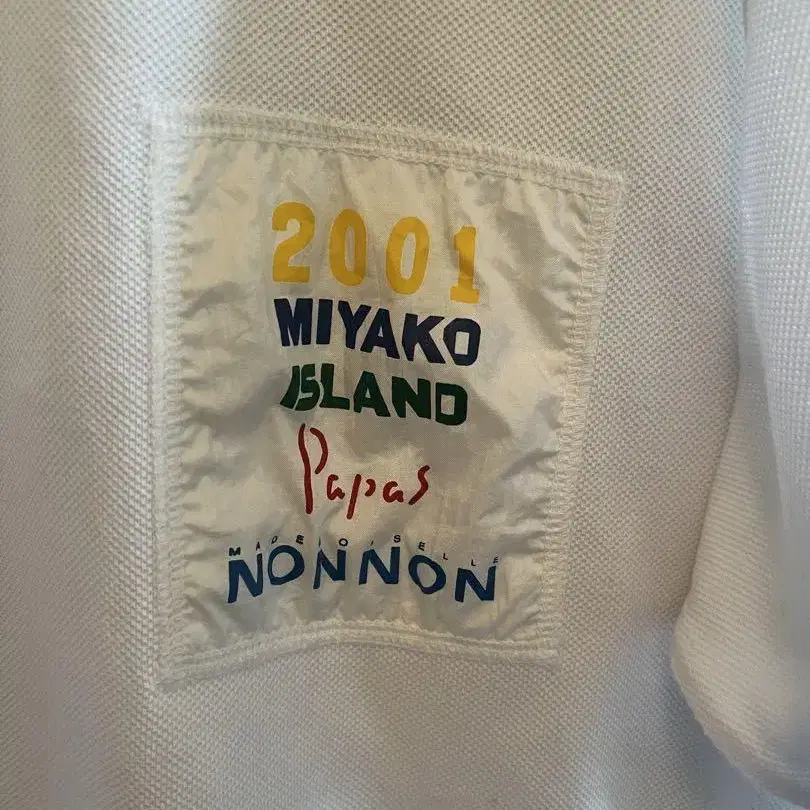 2001
MIYAKO
ISLAND
Papas
MADEMOISELLE
NONNON